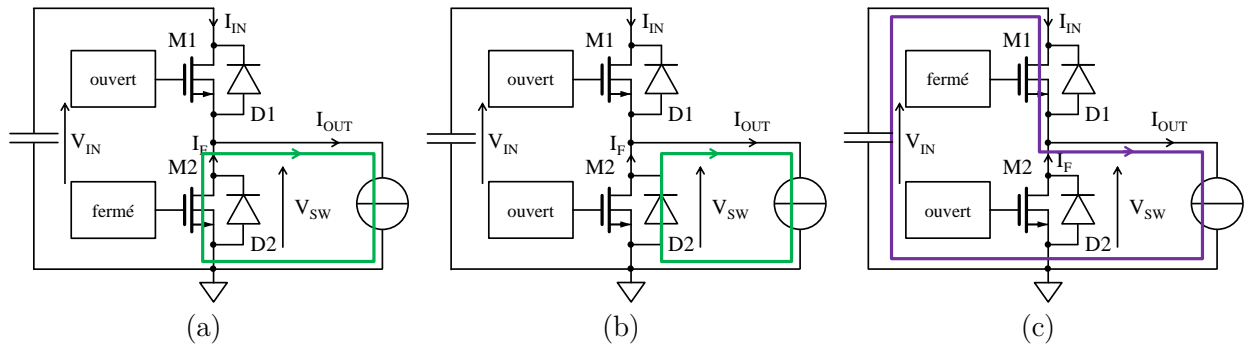 I_IN
M1
ouvert
D1
V_IN
I_OUT
I_F
M2
fermé
V_SW
D2
(a)
I_IN
M1
ouvert
D1
V_IN
I_OUT
I_F
M2
ouvert
V_SW
D2
(b)
I_IN
M1
fermé
D1
V_IN
I_OUT
I_F
M2
ouvert
V_SW
D2
(c)